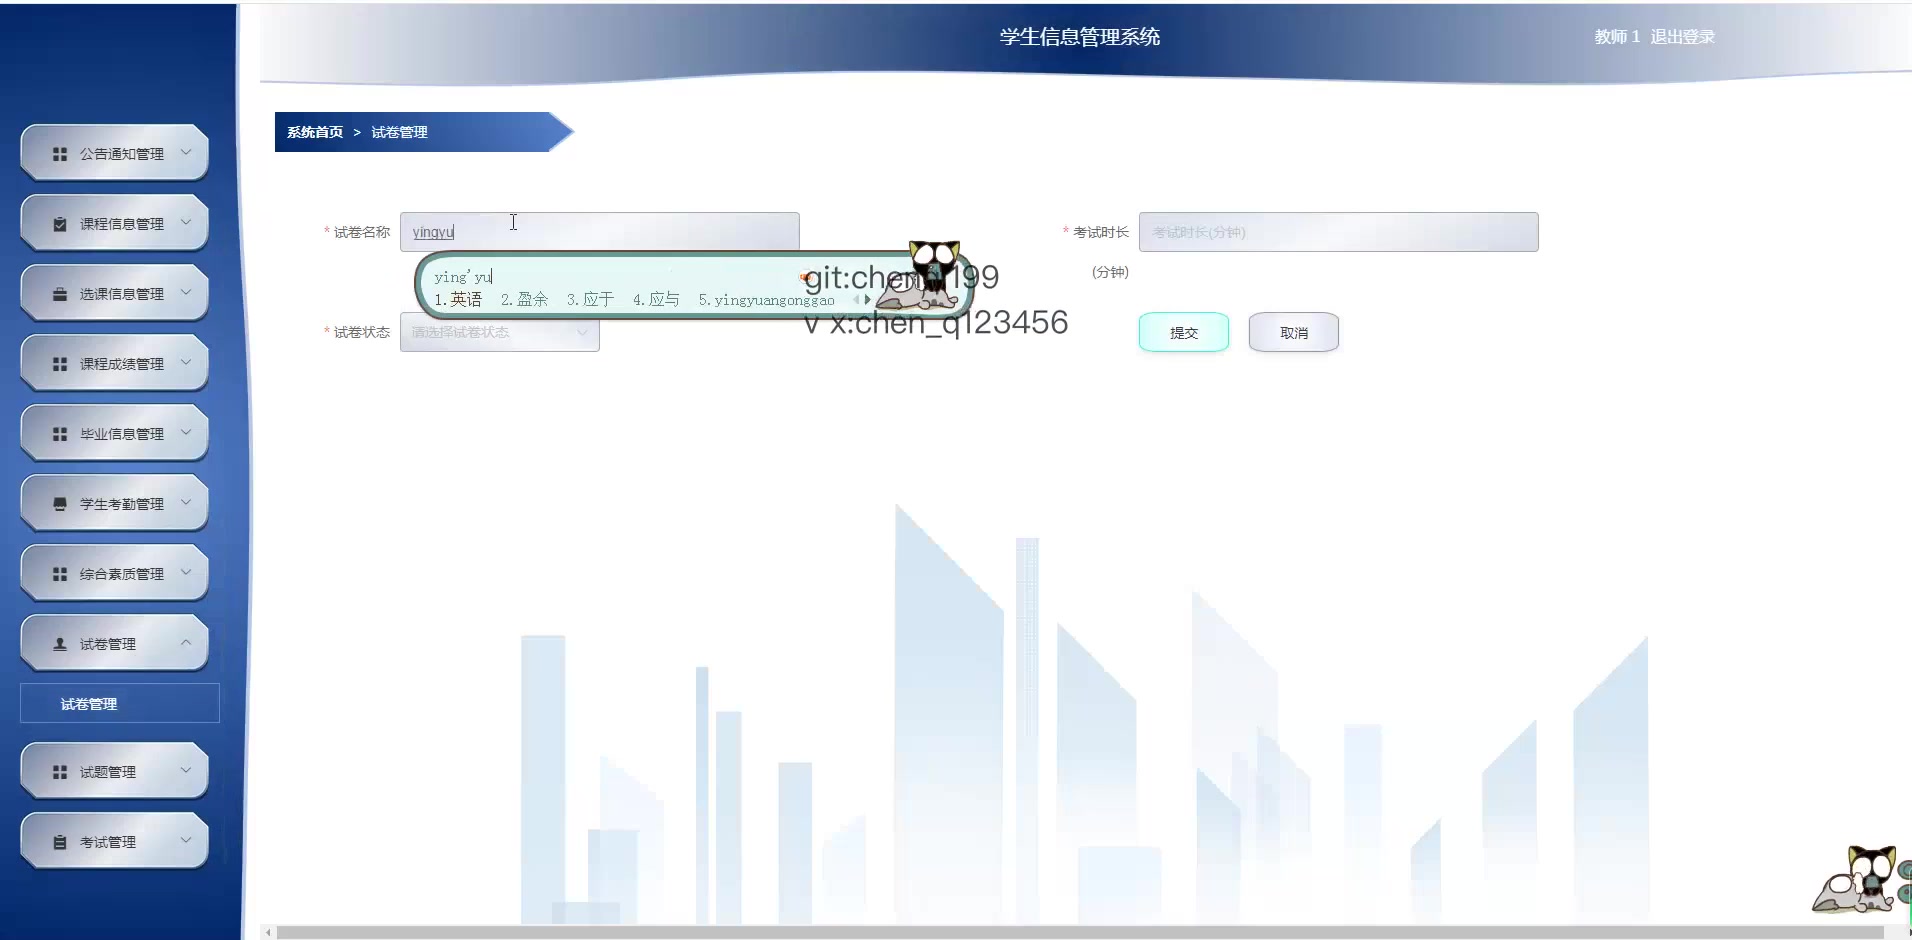 学生信息管理系统
教师 1 退出登录
系统首页 > 试卷管理
公告通知管理
课程信息管理
选课信息管理
课程成绩管理
毕业信息管理
学生考勤管理
综合素质管理
试卷管理
试卷管理
试题管理
考试管理
* 试卷名称
yingyu
* 考试时长
(分钟)
考试时长(分钟)
ying'yu
1.英语 2.盈余 3.应于 4.应与 5.yingyuangonggao
v x:chen_q123456
* 试卷状态
请选择试卷状态
提交
取消